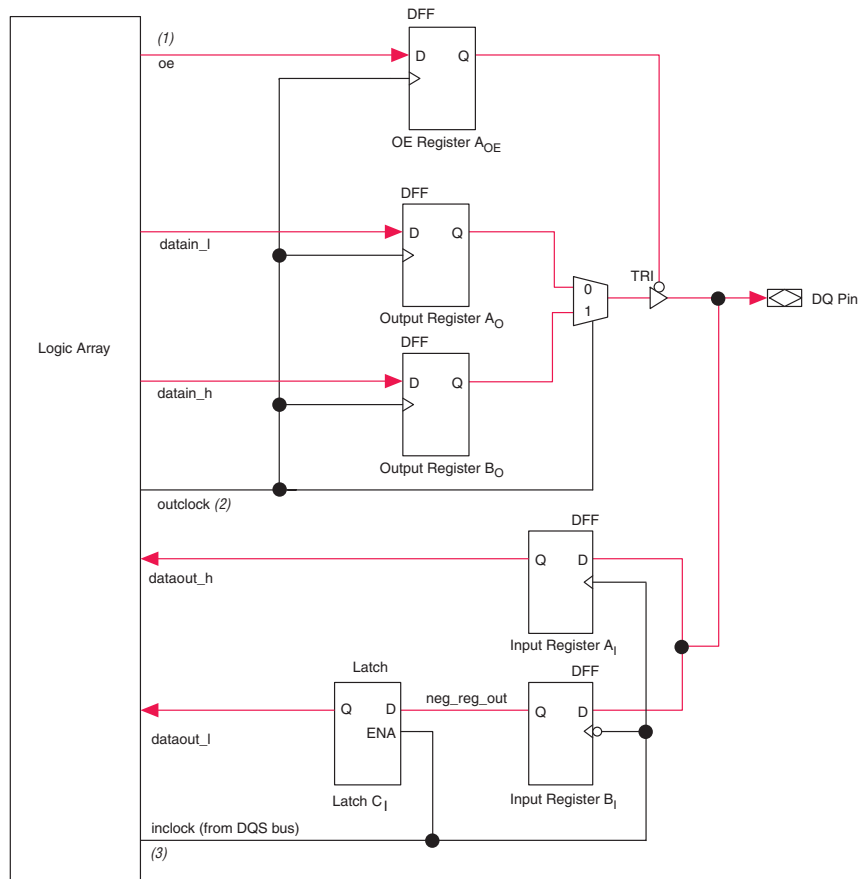 DFF
(1)
oe
D Q
OE Register AOE
DFF
datain_l
D Q
Output Register AO
0
1
TRI
DQ Pin
Logic Array
DFF
datain_h
D Q
Output Register BO
outclock (2)
DFF
dataout_h
Q D
Input Register AI
Latch
DFF
neg_reg_out
Q D
ENA
Q D
dataout_l
Latch CI
Input Register BI
inclock (from DQS bus)
(3)